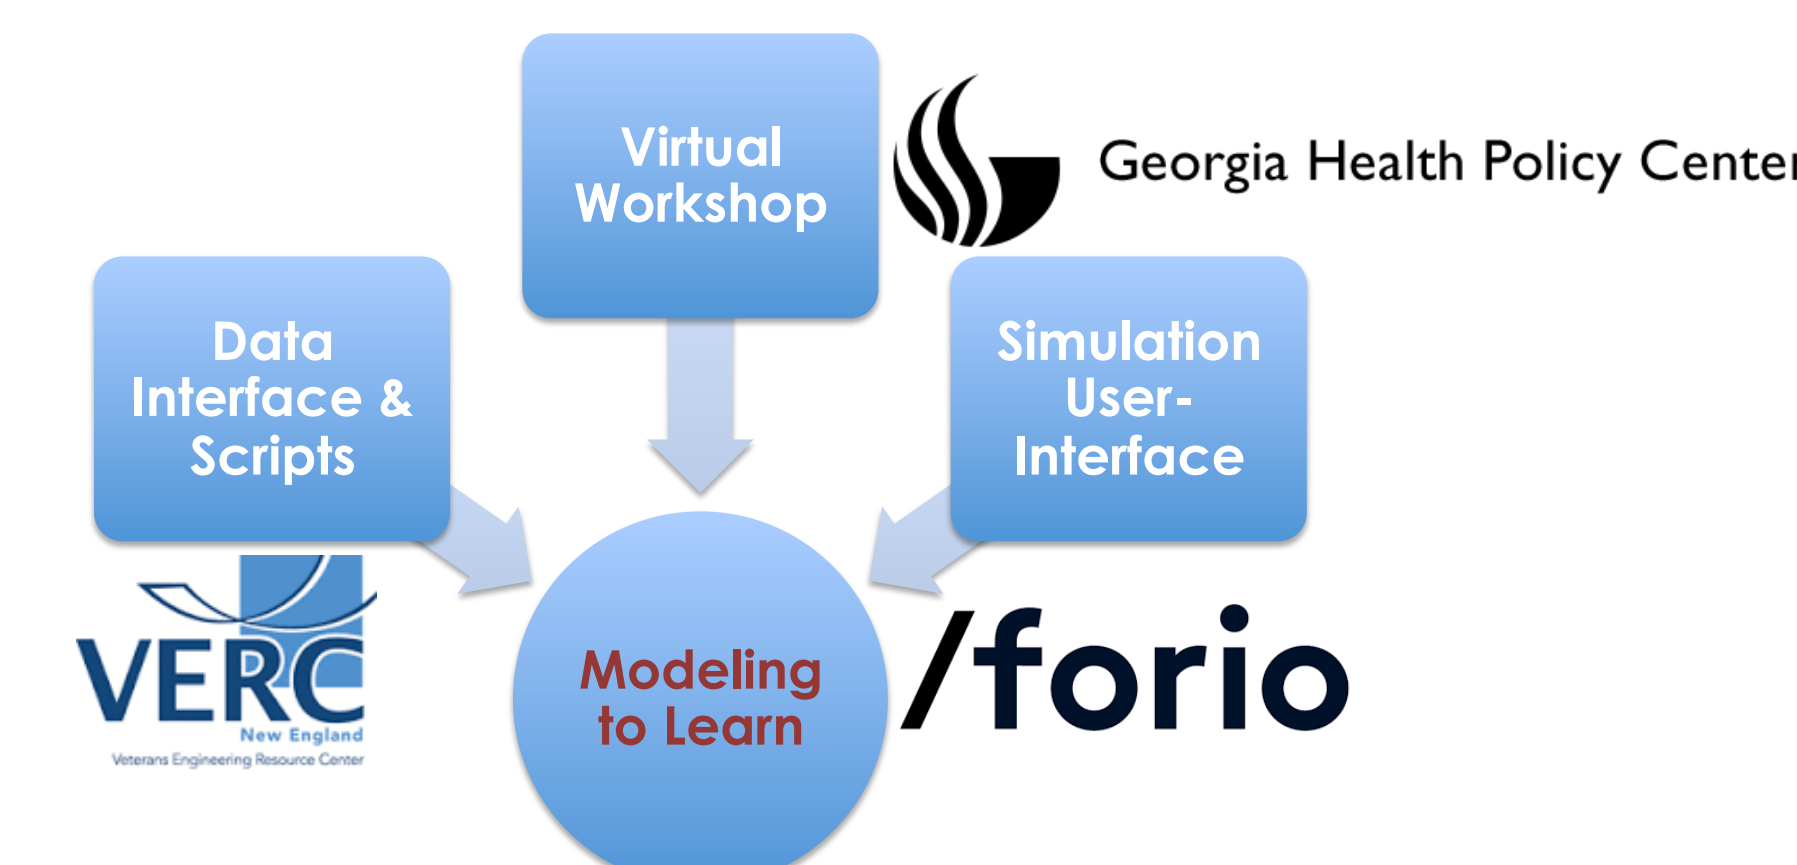 Virtual
Workshop
Georgia Health Policy Center
Data
Interface &
Scripts
Simulation
User-
Interface
VERC
New England
Veterans Engineering Resource Center
Modeling
to Learn
/forio